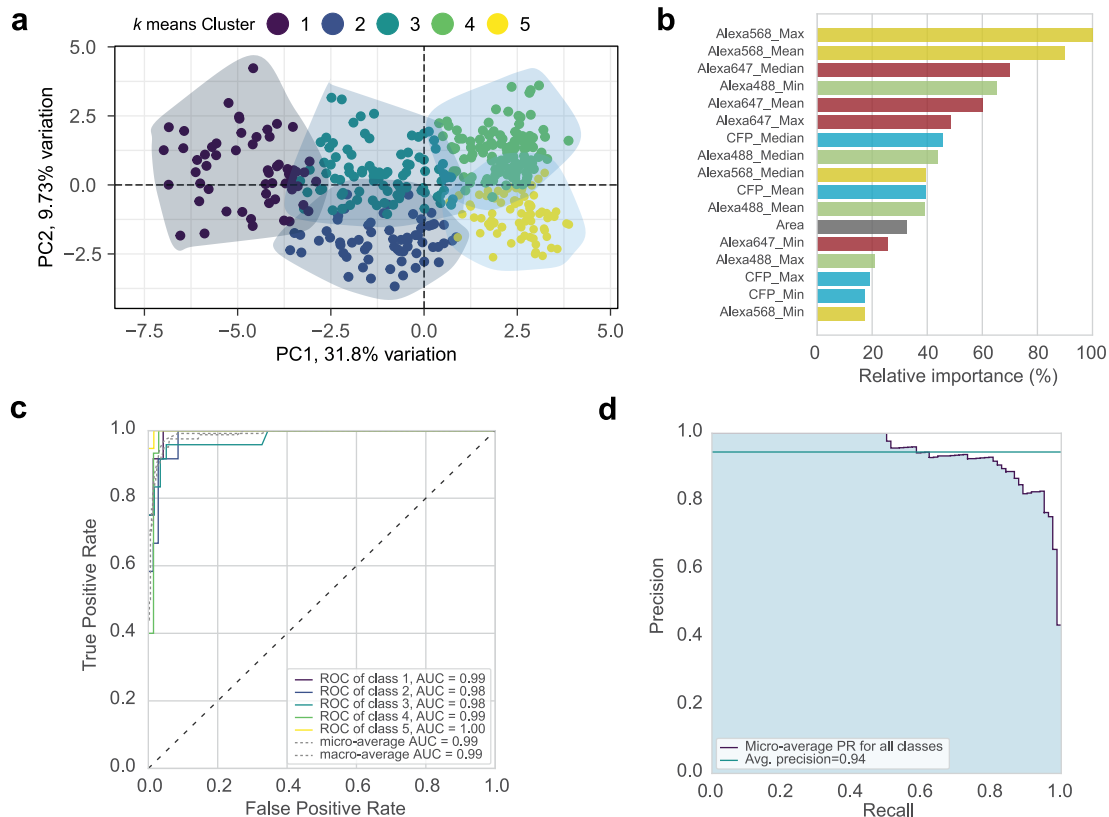 a
k means Cluster 1 2 3 4 5
5.0
2.5
0.0
−2.5
PC2, 9.73% variation
−7.5 −5.0 −2.5 0.0 2.5 5.0
PC1, 31.8% variation
b
Alexa568_Max
Alexa568_Mean
Alexa647_Median
Alexa488_Min
Alexa647_Mean
Alexa647_Max
CFP_Median
Alexa488_Median
Alexa568_Median
CFP_Mean
Alexa488_Mean
Area
Alexa647_Min
Alexa488_Max
CFP_Max
CFP_Min
Alexa568_Min
0 20 40 60 80 100
Relative importance (%)
c
1.0
0.8
0.6
0.4
0.2
0.0
True Positive Rate
ROC of class 1, AUC = 0.99
ROC of class 2, AUC = 0.98
ROC of class 3, AUC = 0.98
ROC of class 4, AUC = 0.99
ROC of class 5, AUC = 1.00
micro-average AUC = 0.99
macro-average AUC = 0.99
0.0 0.2 0.4 0.6 0.8 1.0
False Positive Rate
d
1.0
0.8
0.6
0.4
0.2
0.0
Precision
Micro-average PR for all classes
Avg. precision=0.94
0.0 0.2 0.4 0.6 0.8 1.0
Recall